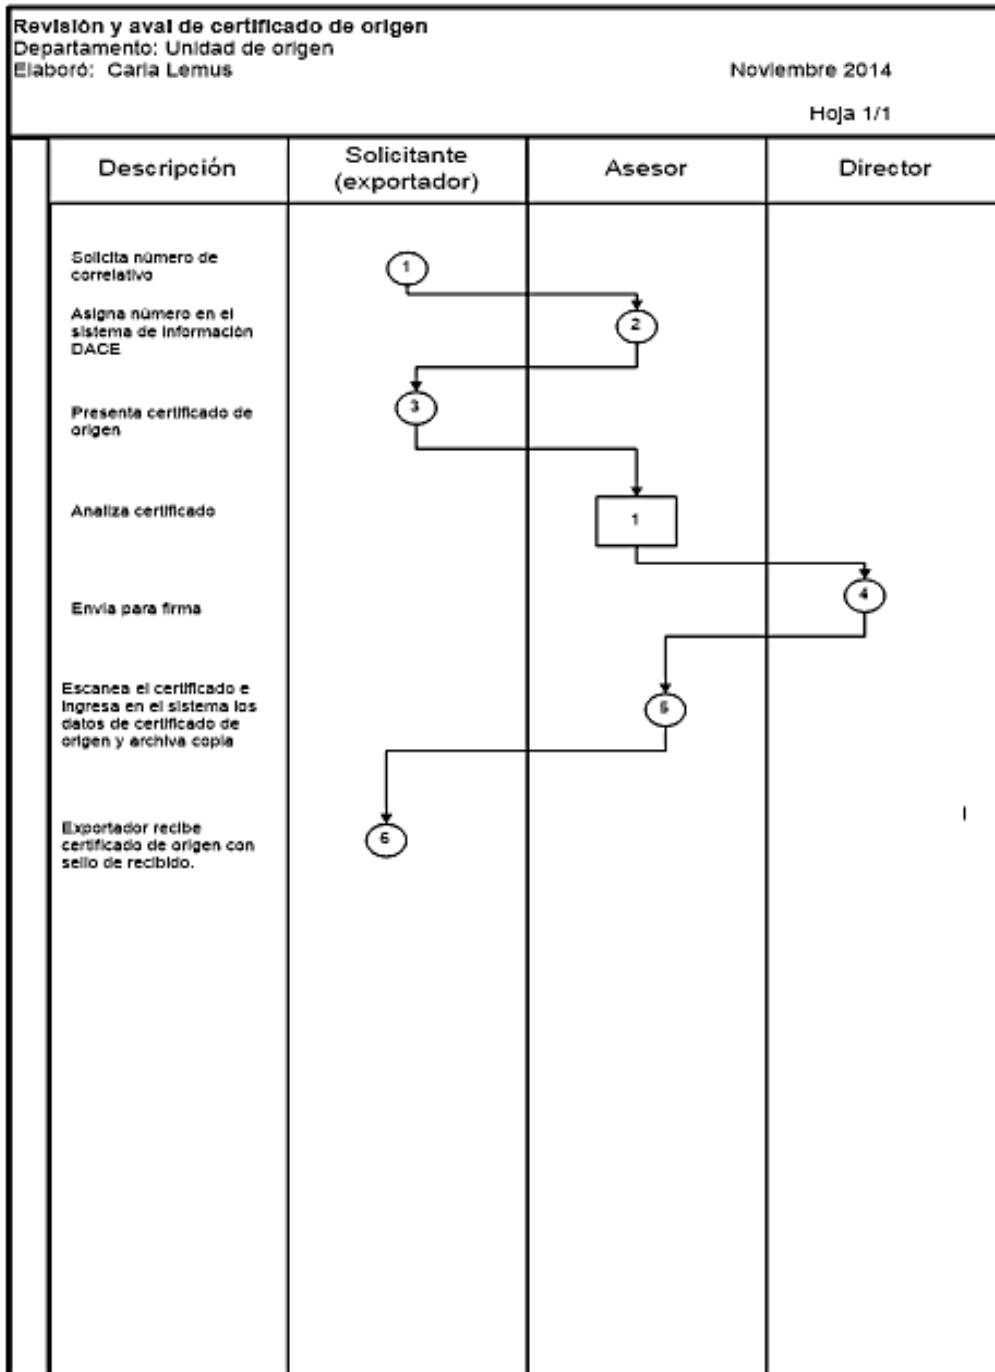 Revisión y aval de certificado de origen
Departamento: Unidad de origen
Elaboró: Carla Lemus
Noviembre 2014
Hoja 1/1
Descripción
Solicitante
(exportador)
Asesor
Director
Solicita número de
correlativo
1
Asigna número en el
sistema de información
DACE
2
Presenta certificado de
origen
3
Analiza certificado
1
Envia para firma
4
Escanea el certificado e
ingresa en el sistema los
datos de certificado de
origen y archiva copia
5
Exportador recibe
certificado de origen con
sello de recibido.
6